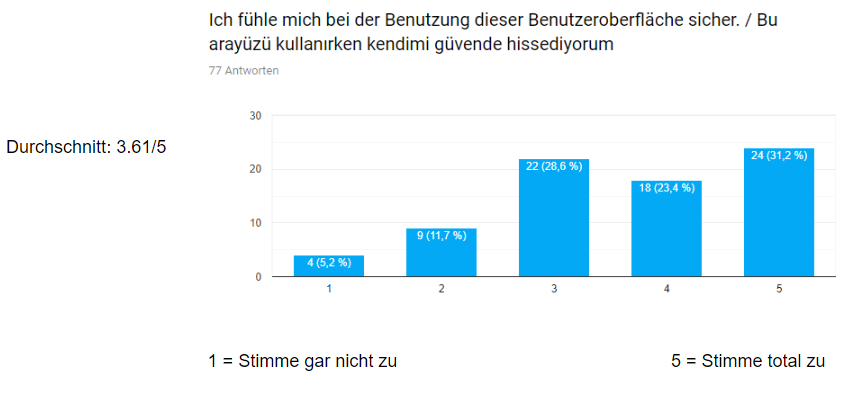 Ich fühle mich bei der Benutzung dieser Benutzeroberfläche sicher. / Bu
arayüzü kullanırken kendimi güvende hissediyorum
77 Antworten
Durchschnitt: 3.61/5
30
20
10
0
4 (5,2 %)
9 (11,7 %)
22 (28,6 %)
18 (23,4 %)
24 (31,2 %)
1 2 3 4 5
1 = Stimme gar nicht zu
5 = Stimme total zu